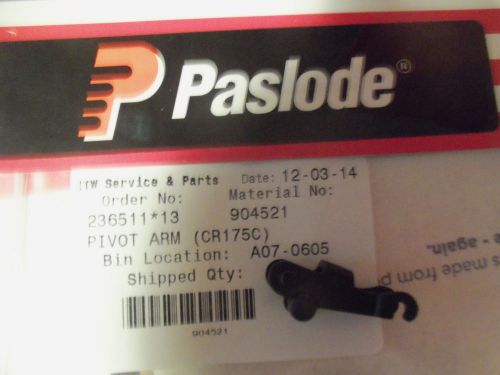 Paslode®
ITW Service & Parts Date: 12-03-14
Order No: Material No:
236511*13 904521
PIVOT ARM (CR175C)
Bin Location: A07-0605
Shipped Qty:
904521
- again.
s made from p